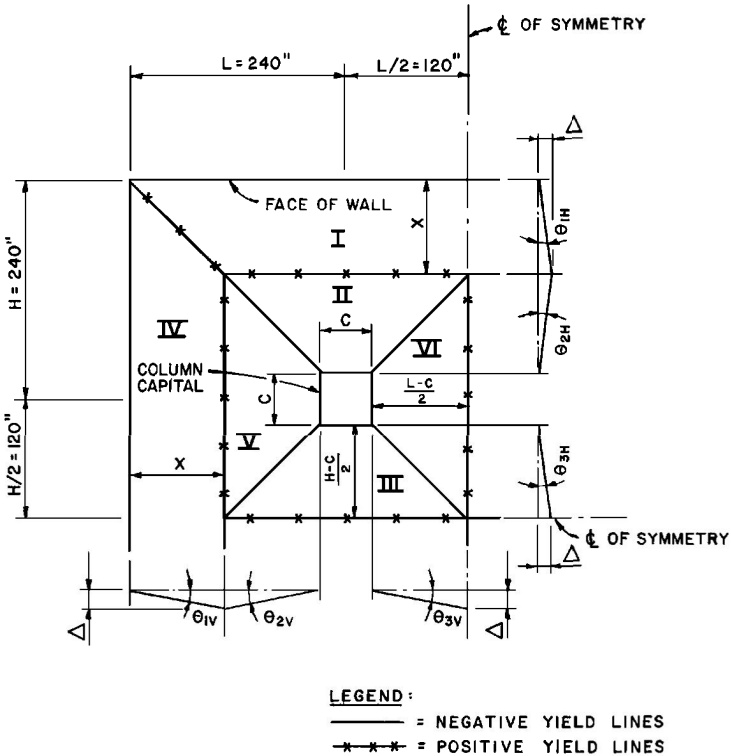 ℄ OF SYMMETRY
L=240"
L/2=120"
Δ
FACE OF WALL
X
θ1H
I
H=240"
II
C
θ2H
IV
VI
COLUMN
CAPITAL
C
L-C
2
H/2=120"
X
V
H-C
2
III
θ3H
℄ OF SYMMETRY
Δ
Δ
θ1V
θ2V
θ3V
Δ
LEGEND:
= NEGATIVE YIELD LINES
= POSITIVE YIELD LINES